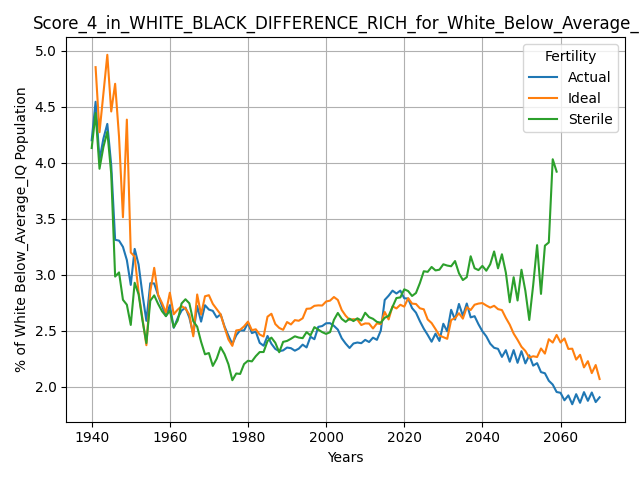 Score_4_in_WHITE_BLACK_DIFFERENCE_RICH_for_White_Below_Average_
5.0
4.5
4.0
3.5
3.0
2.5
2.0
% of White Below_Average_IQ Population
Fertility
Actual
Ideal
Sterile
1940
1960
1980
2000
2020
2040
2060
Years